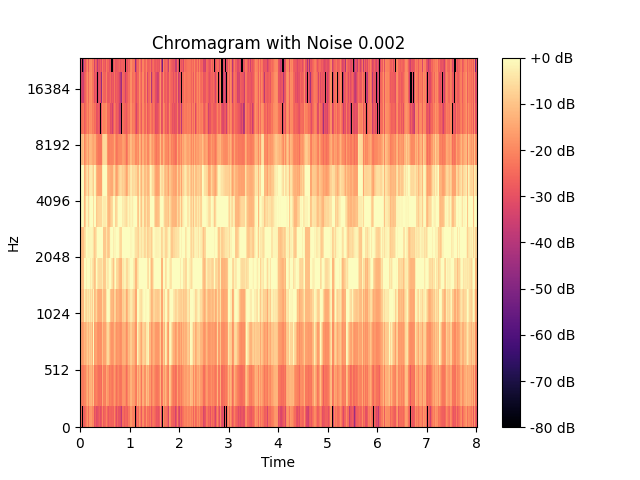 Chromagram with Noise 0.002
Hz
16384
8192
4096
2048
1024
512
0
0 1 2 3 4 5 6 7 8
Time
+0 dB
-10 dB
-20 dB
-30 dB
-40 dB
-50 dB
-60 dB
-70 dB
-80 dB